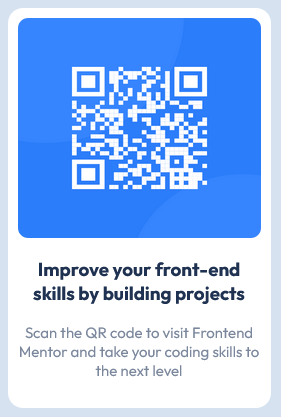 Improve your front-end
skills by building projects
Scan the QR code to visit Frontend
Mentor and take your coding skills to
the next level